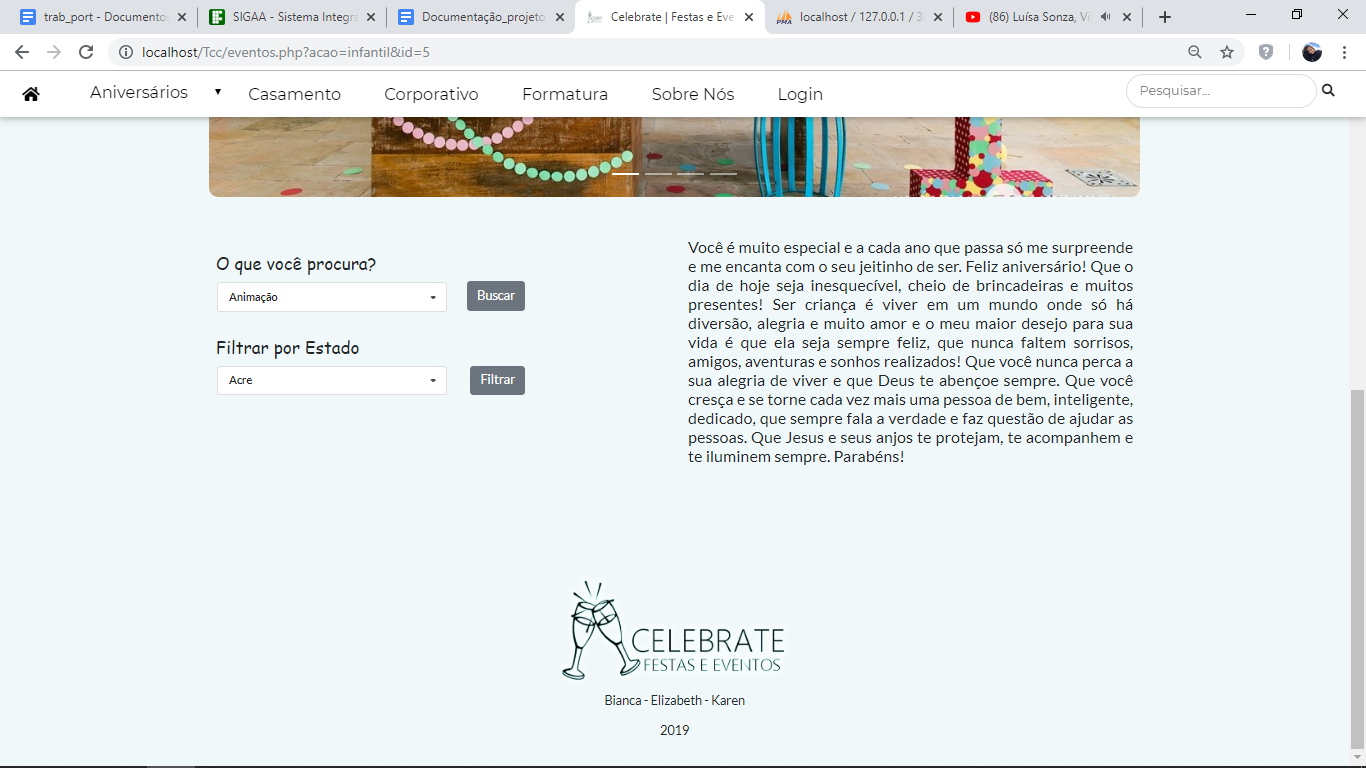 trab_port - Documentos
SIGAA - Sistema Integra
Documentação_projeto
Celebrate | Festas e Eve
localhost / 127.0.0.1 /
(86) Luísa Sonza,
localhost/Tcc/eventos.php?acao=infantil&id=5
Aniversários
Casamento
Corporativo
Formatura
Sobre Nós
Login
Pesquisar...
O que você procura?
Animação
Buscar
Filtrar por Estado
Acre
Filtrar
Você é muito especial e a cada ano que passa só me surpreende
e me encanta com o seu jeitinho de ser. Feliz aniversário! Que o
dia de hoje seja inesquecível, cheio de brincadeiras e muitos
presentes! Ser criança é viver em um mundo onde só há
diversão, alegria e muito amor e o meu maior desejo para sua
vida é que ela seja sempre feliz, que nunca faltem sorrisos,
amigos, aventuras e sonhos realizados! Que você nunca perca a
sua alegria de viver e que Deus te abençoe sempre. Que você
cresça e se torne cada vez mais uma pessoa de bem, inteligente,
dedicado, que sempre fala a verdade e faz questão de ajudar as
pessoas. Que Jesus e seus anjos te protejam, te acompanhem e
te iluminem sempre. Parabéns!
CELEBRATE
FESTAS E EVENTOS
Bianca - Elizabeth - Karen
2019